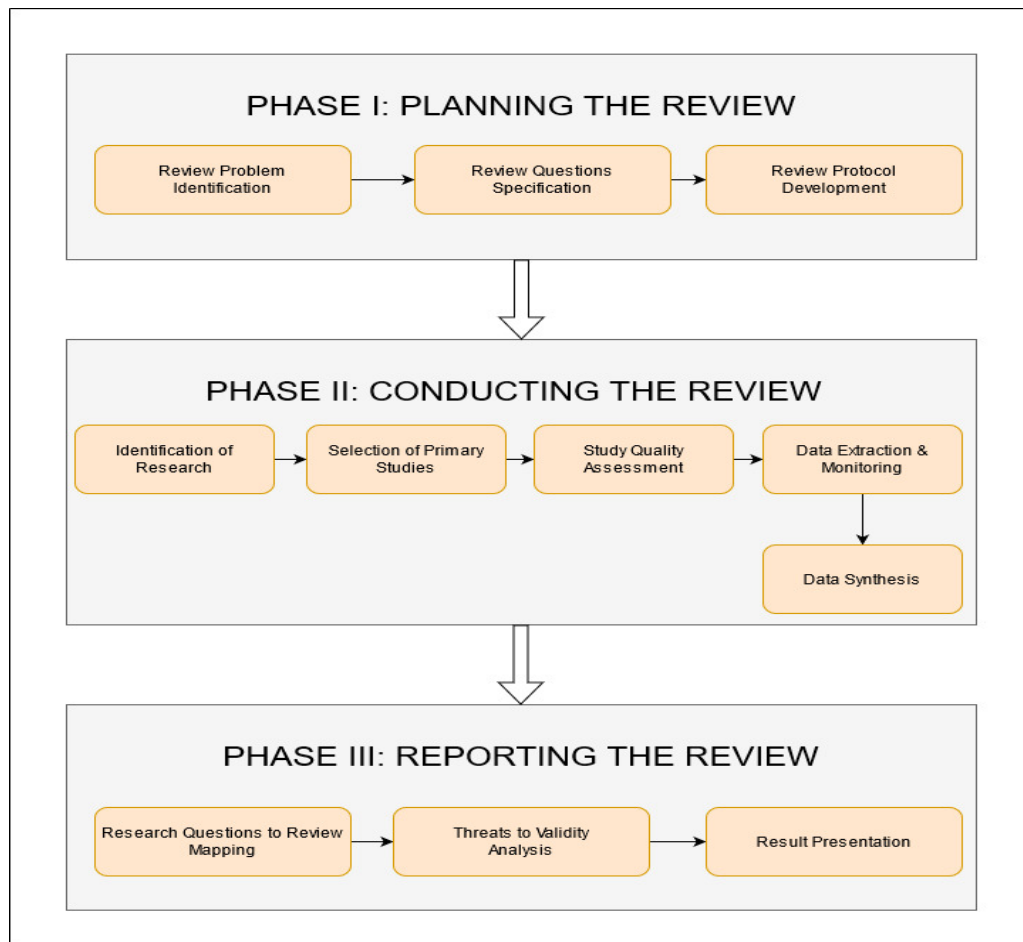 PHASE I: PLANNING THE REVIEW
Review Problem
Identification
Review Questions
Specification
Review Protocol
Development
PHASE II: CONDUCTING THE REVIEW
Identification of
Research
Selection of Primary
Studies
Study Quality
Assessment
Data Extraction &
Monitoring
Data Synthesis
PHASE III: REPORTING THE REVIEW
Research Questions to Review
Mapping
Threats to Validity
Analysis
Result Presentation